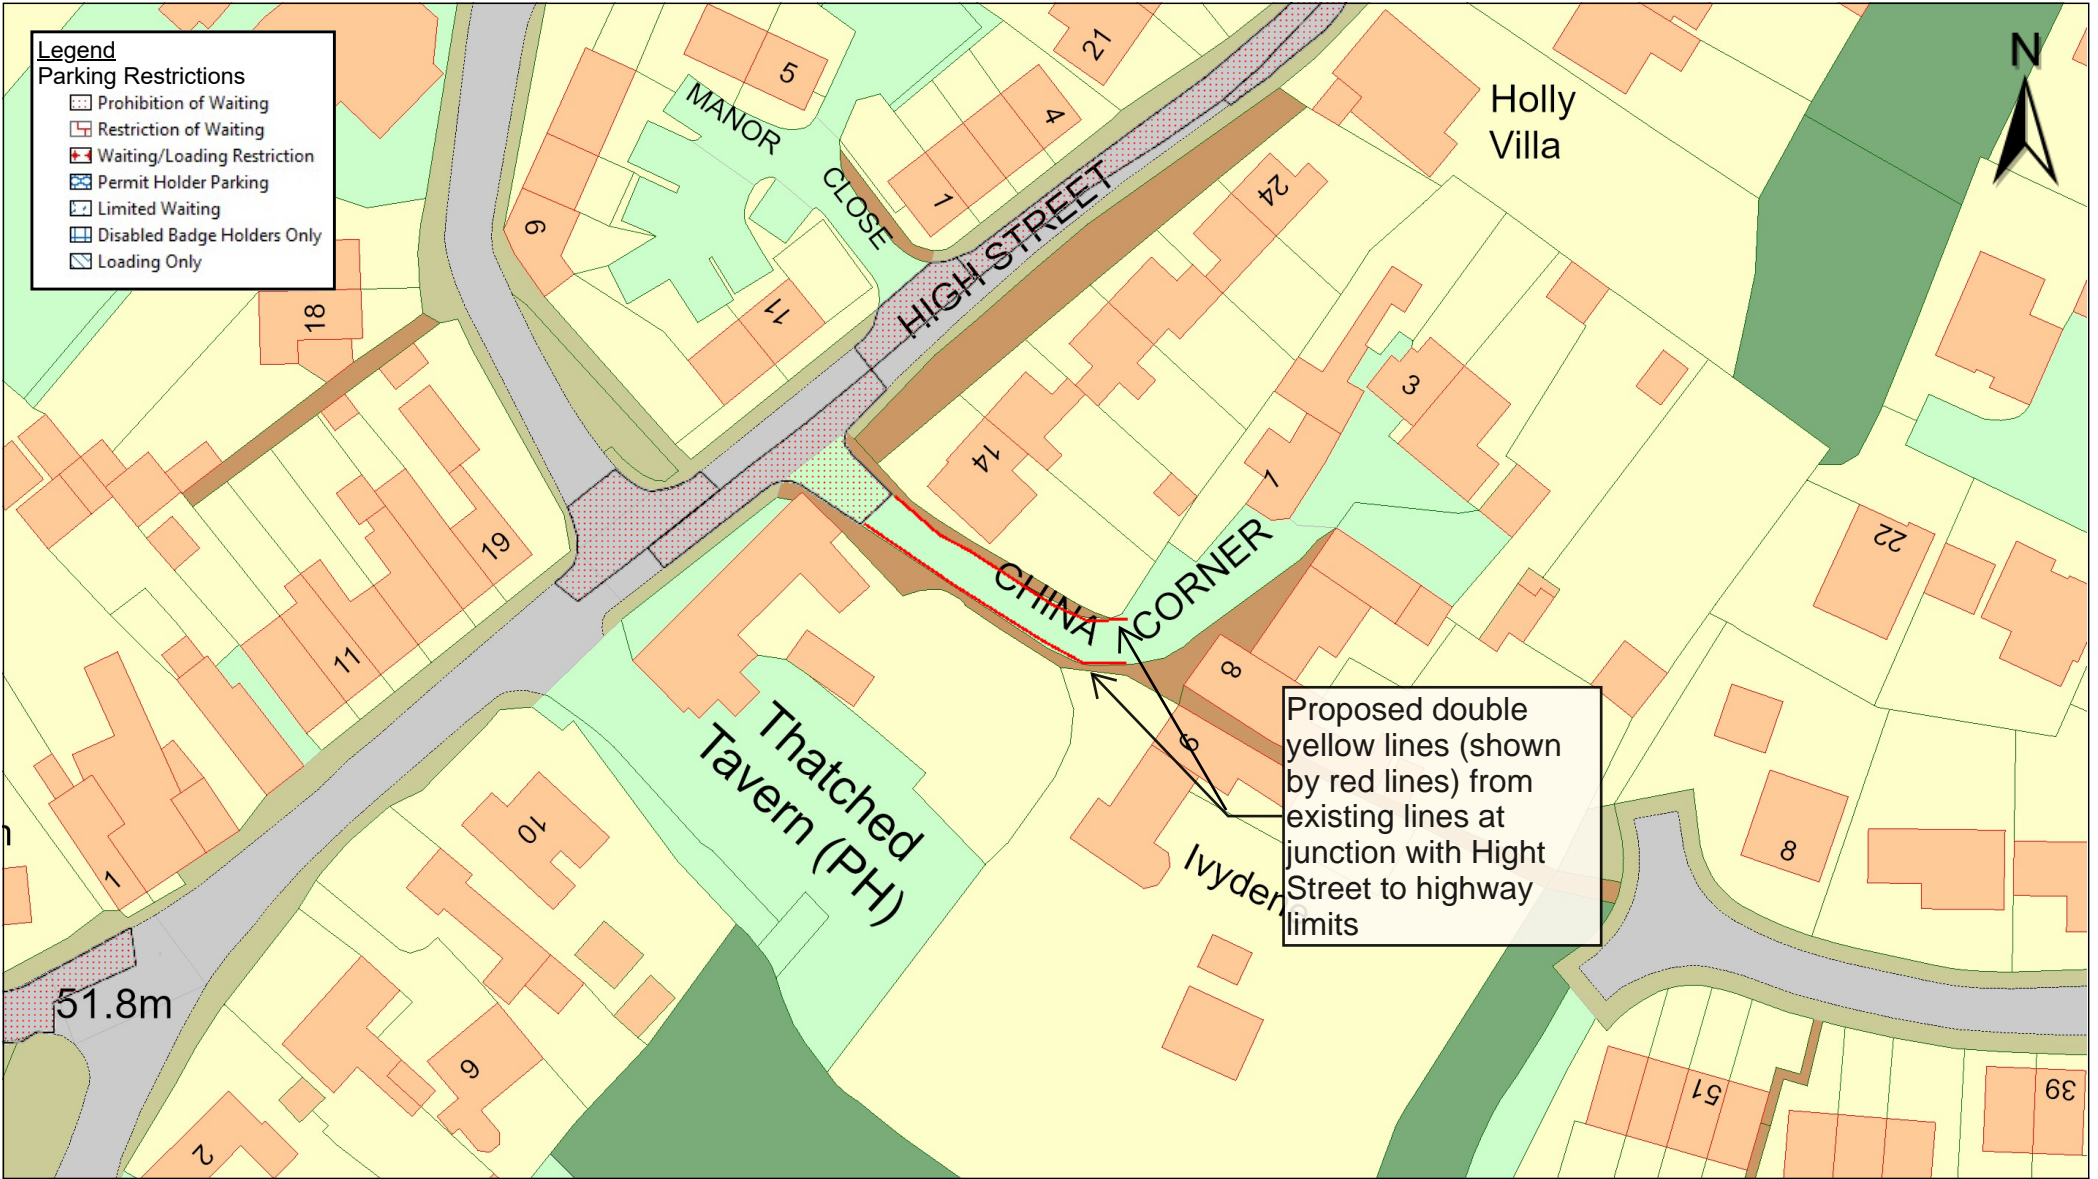 Legend
Parking Restrictions
Prohibition of Waiting
Restriction of Waiting
Waiting/Loading Restriction
Permit Holder Parking
Limited Waiting
Disabled Badge Holders Only
Loading Only
N
Holly
Villa
MANOR
CLOSE
HIGH STREET
5
21
4
1
9
11
18
24
14
3
1
19
11
1
10
22
8
9
8
CHINA
CORNER
Thatched
Tavern (PH)
Proposed double
yellow lines (shown
by red lines) from
existing lines at
junction with Hight
Street to highway
limits
51.8m
6
2
51
39